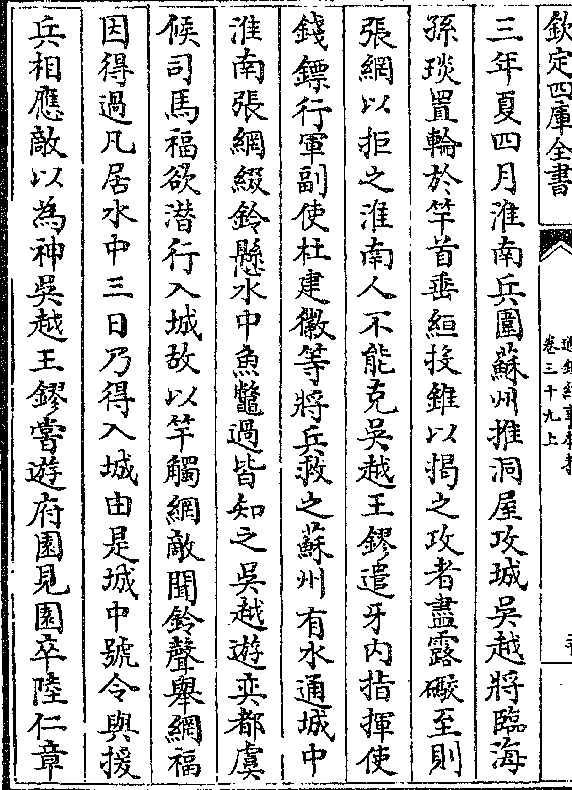 欽定四庫全書
卷三十九上
三年夏四月淮南兵圍蘇州推洞屋攻城吳越將臨海
孫琰置輪於竿首垂絙投錐以揭之攻者盡露礮至則
張網以拒之淮南人不能克吳越王鏐遣牙内指揮使
錢鏢行軍副使杜建徽等將兵救之蘇州有水通城中
淮南張網綴鈴懸水中魚鼈過皆知之吳越遊奕都虞
候司馬福欲潛行入城故以竿觸網敵聞鈴聲舉網福
因得過凡居水中三日乃得入城由是城中號令與援
兵相應敵以為神吳越王鏐嘗遊府園見園卒陸仁章